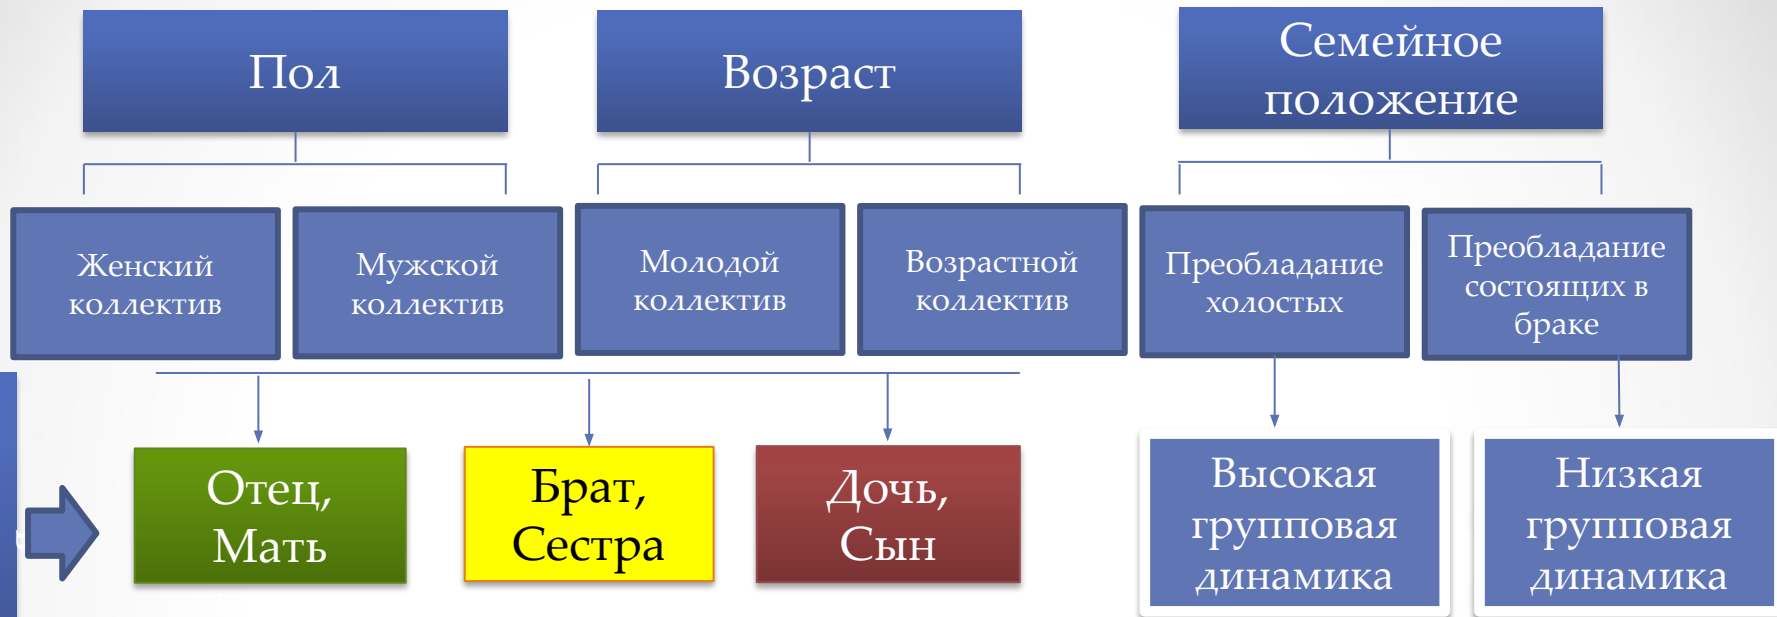 Пол
Возраст
Семейное
положение
Женский
коллектив
Мужской
коллектив
Молодой
коллектив
Возрастной
коллектив
Преобладание
холостых
Преобладание
состоящих в
браке
Отец,
Мать
Брат,
Сестра
Дочь,
Сын
Высокая
групповая
динамика
Низкая
групповая
динамика